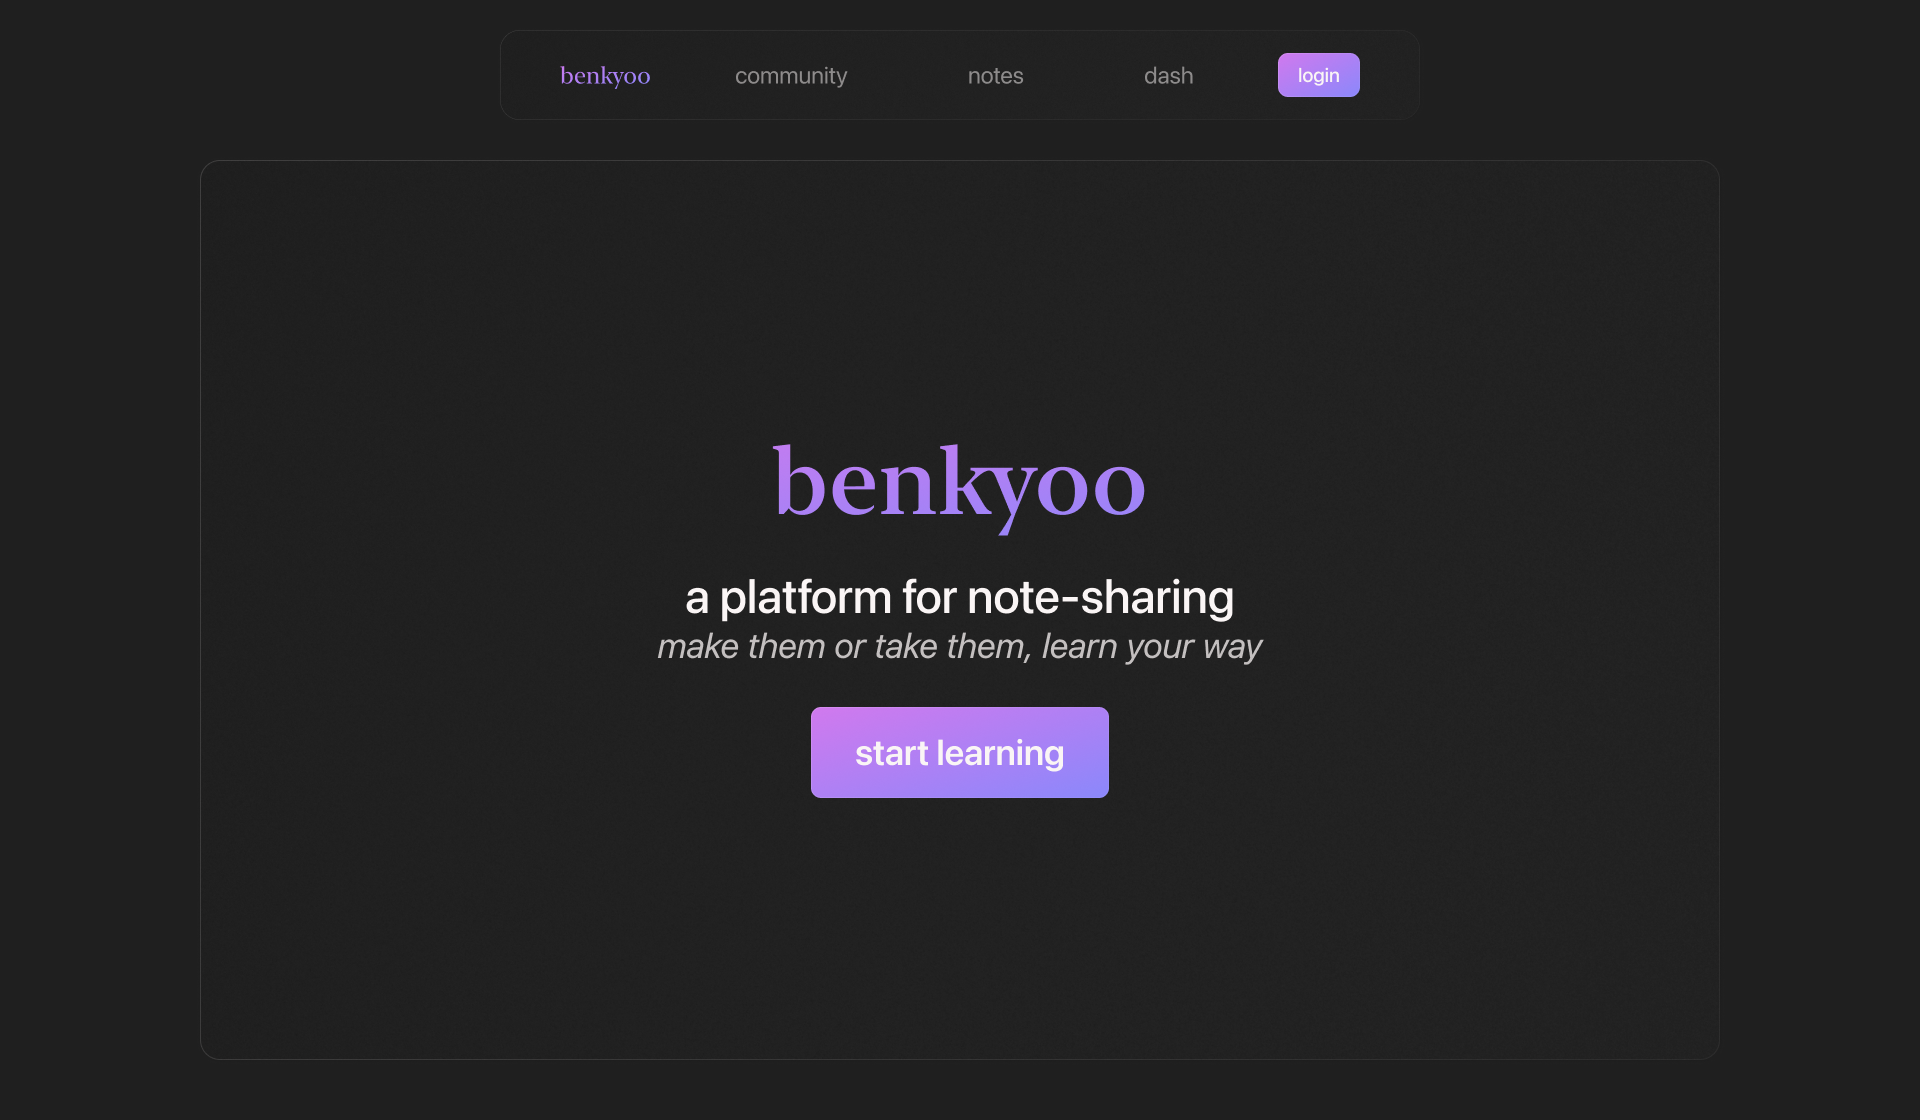 benkyoo community notes dash login
benkyoo
a platform for note-sharing
make them or take them, learn your way
start learning